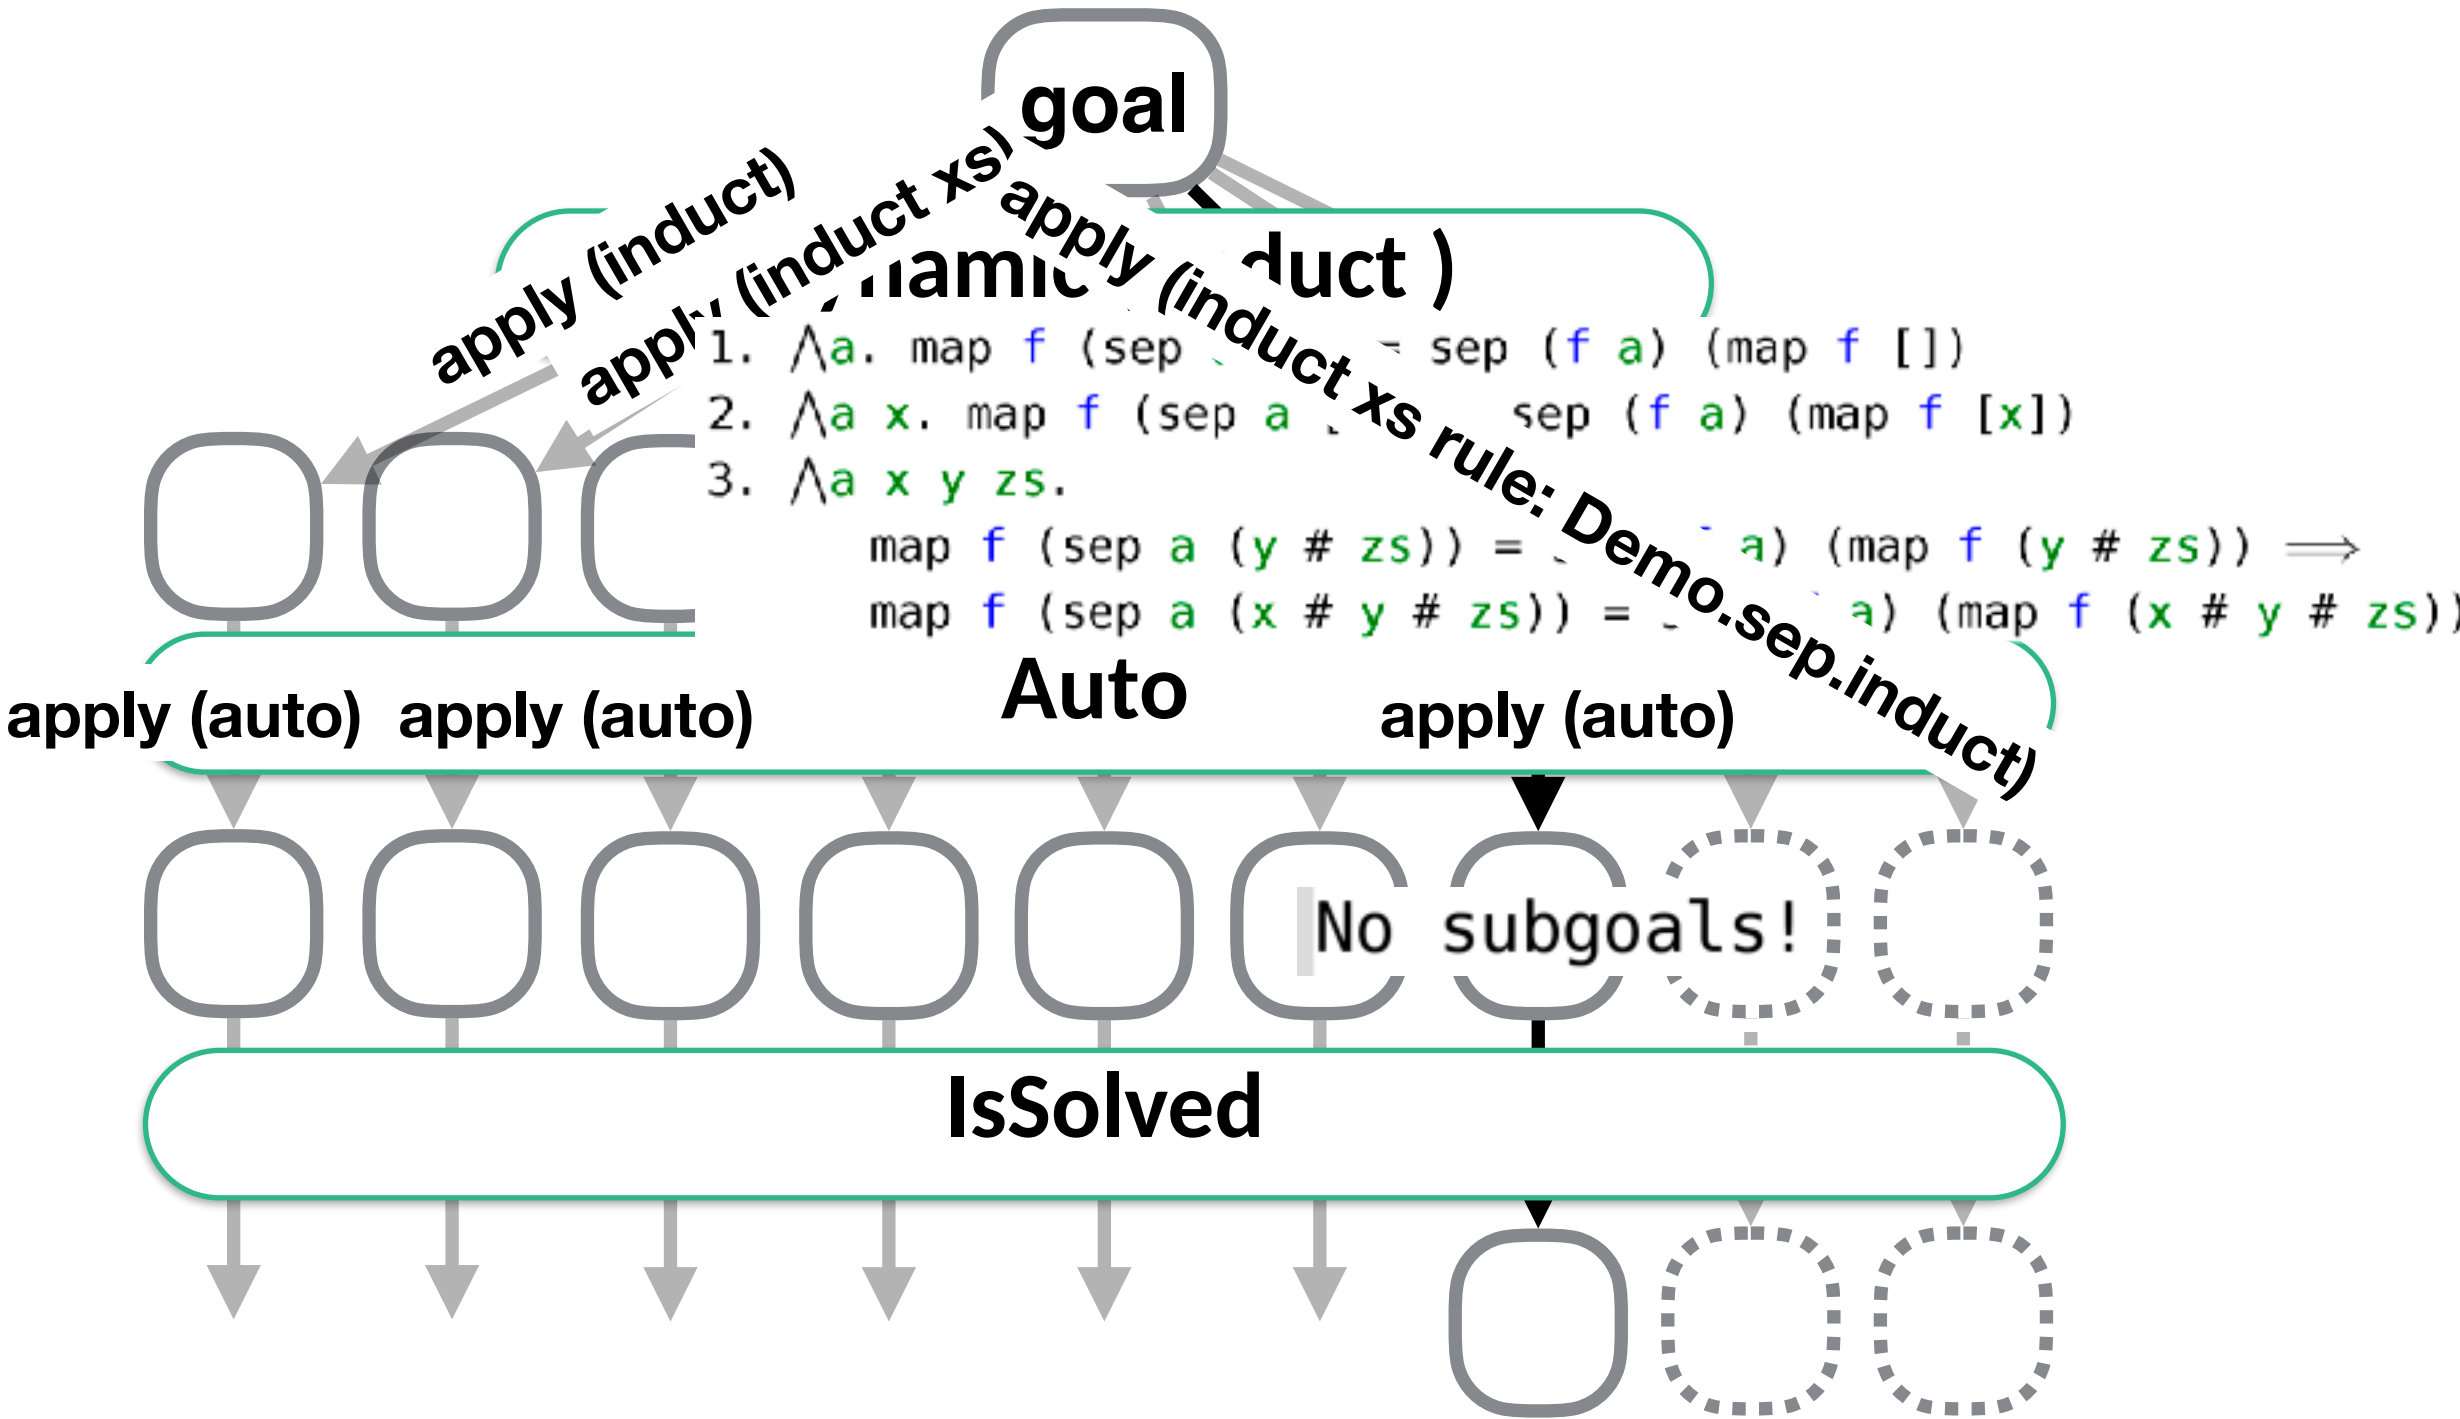 goal
apply (induct)
apply (induct xs)
apply (induct xs rule: Demo.sep.induct)
)
1. ⋀a. map f (sep = sep (f a) (map f [])
2. ⋀a x. map f (sep a sep (f a) (map f [x])
3. ⋀a x y zs.
map f (sep a (y # zs)) = a) (map f (y # zs)) ⟹
map f (sep a (x # y # zs)) = a) (map f (x # y # zs))
Auto
apply (auto) apply (auto) apply (auto)
No subgoals!
IsSolved